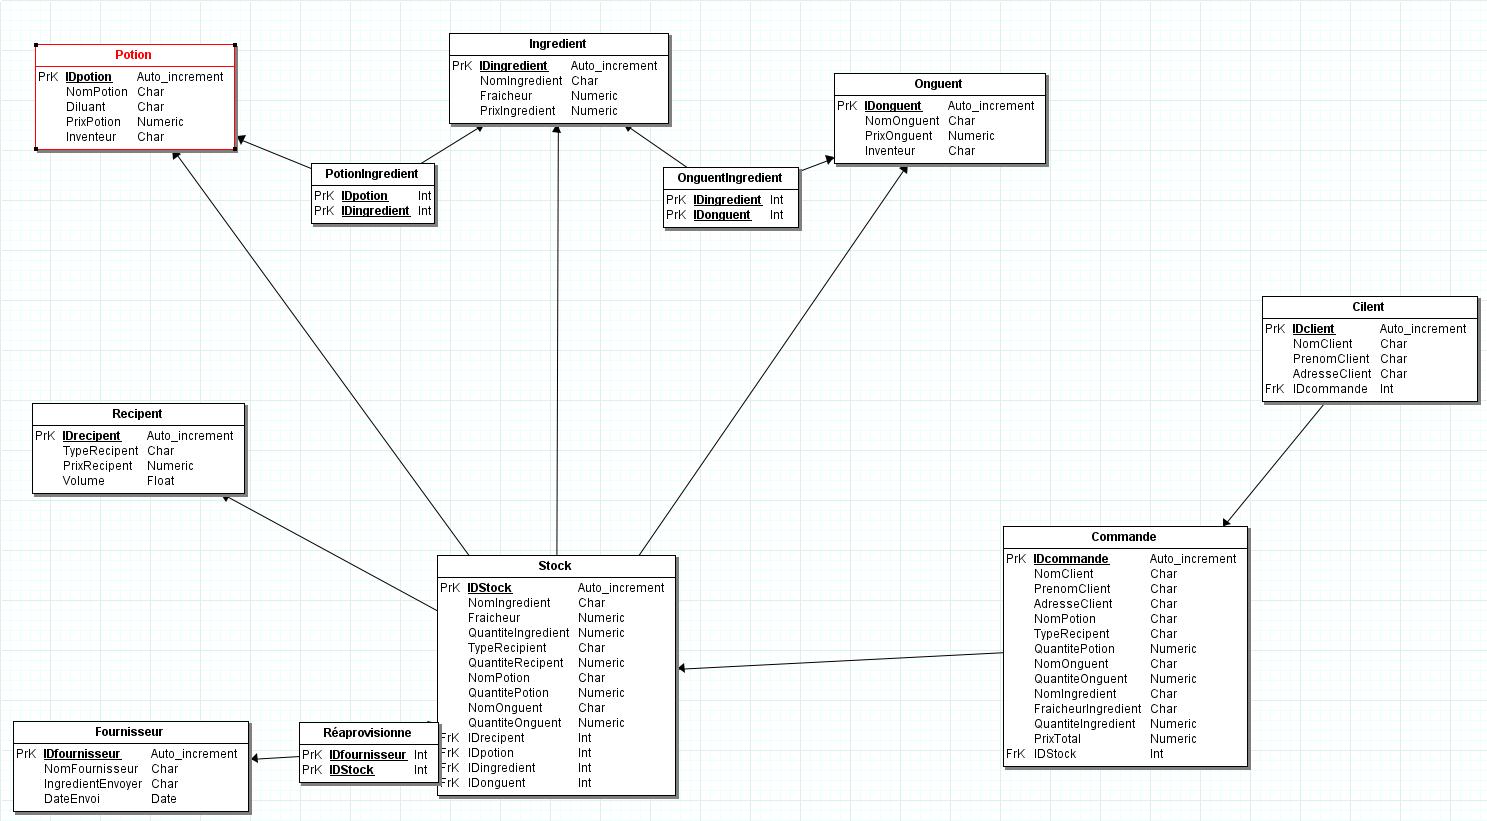 Potion
PrK IDpotion Auto_increment
NomPotion Char
Diluant Char
PrixPotion Numeric
Inventeur Char
Ingredient
PrK IDingredient Auto_increment
NomIngredient Char
Fraicheur Numeric
PrixIngredient Numeric
Onguent
PrK IDonguent Auto_increment
NomOnguent Char
PrixOnguent Numeric
Inventeur Char
PotionIngredient
PrK IDpotion Int
PrK IDingredient Int
OnguentIngredient
PrK IDingredient Int
PrK IDonguent Int
Cilent
PrK IDclient Auto_increment
NomClient Char
PrenomClient Char
AdresseClient Char
FrK IDcommande Int
Recipent
PrK IDrecipent Auto_increment
TypeRecipent Char
PrixRecipent Numeric
Volume Float
Stock
PrK IDStock Auto_increment
NomIngredient Char
Fraicheur Numeric
QuantiteIngredient Numeric
TypeRecipient Char
QuantiteRecipent Numeric
NomPotion Char
QuantitePotion Numeric
NomOnguent Char
QuantiteOnguent Numeric
FrK IDrecipent Int
FrK IDpotion Int
FrK IDingredient Int
FrK IDonguent Int
Commande
PrK IDcommande Auto_increment
NomClient Char
PrenomClient Char
AdresseClient Char
NomPotion Char
TypeRecipent Char
QuantitePotion Numeric
NomOnguent Char
QuantiteOnguent Numeric
NomIngredient Char
FraicheurIngredient Char
QuantiteIngredient Numeric
PrixTotal Numeric
FrK IDStock Int
Fournisseur
PrK IDfournisseur Auto_increment
NomFournisseur Char
IngredientEnvoyer Char
DateEnvoi Date
Réaprovisionne
PrK IDfournisseur Int
PrK IDStock Int